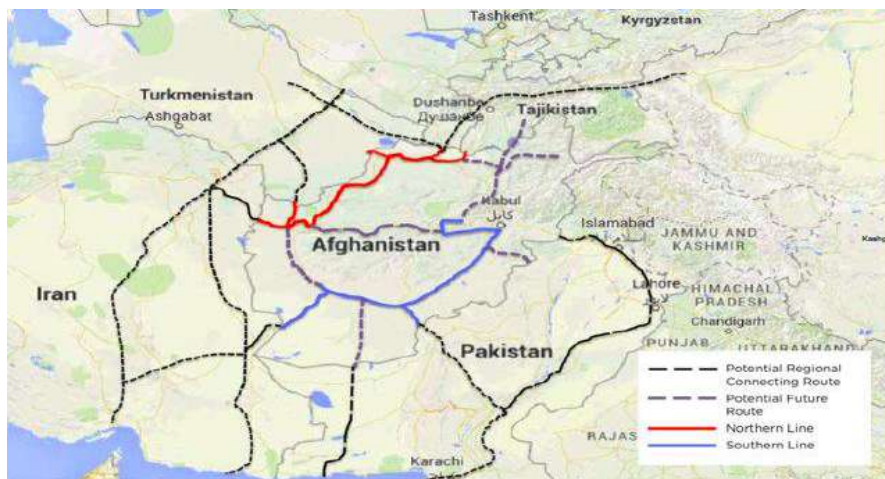 Tashkent
Kyrgyzstan
Turkmenistan
Ashgabat
Dushanbe
Душанбе
Tajikistan
Kabul
کابل
Islamabad
JAMMU AND
KASHMIR
Kashg
Afghanistan
Iran
Lahore
HIMACHAL
PRADESH
Chandigarh
PUNJAB
UTTARAKHAND
Pakistan
Potential Regional
Connecting Route
Potential Future
Route
Northern Line
Southern Line
RAJAS
Karachi